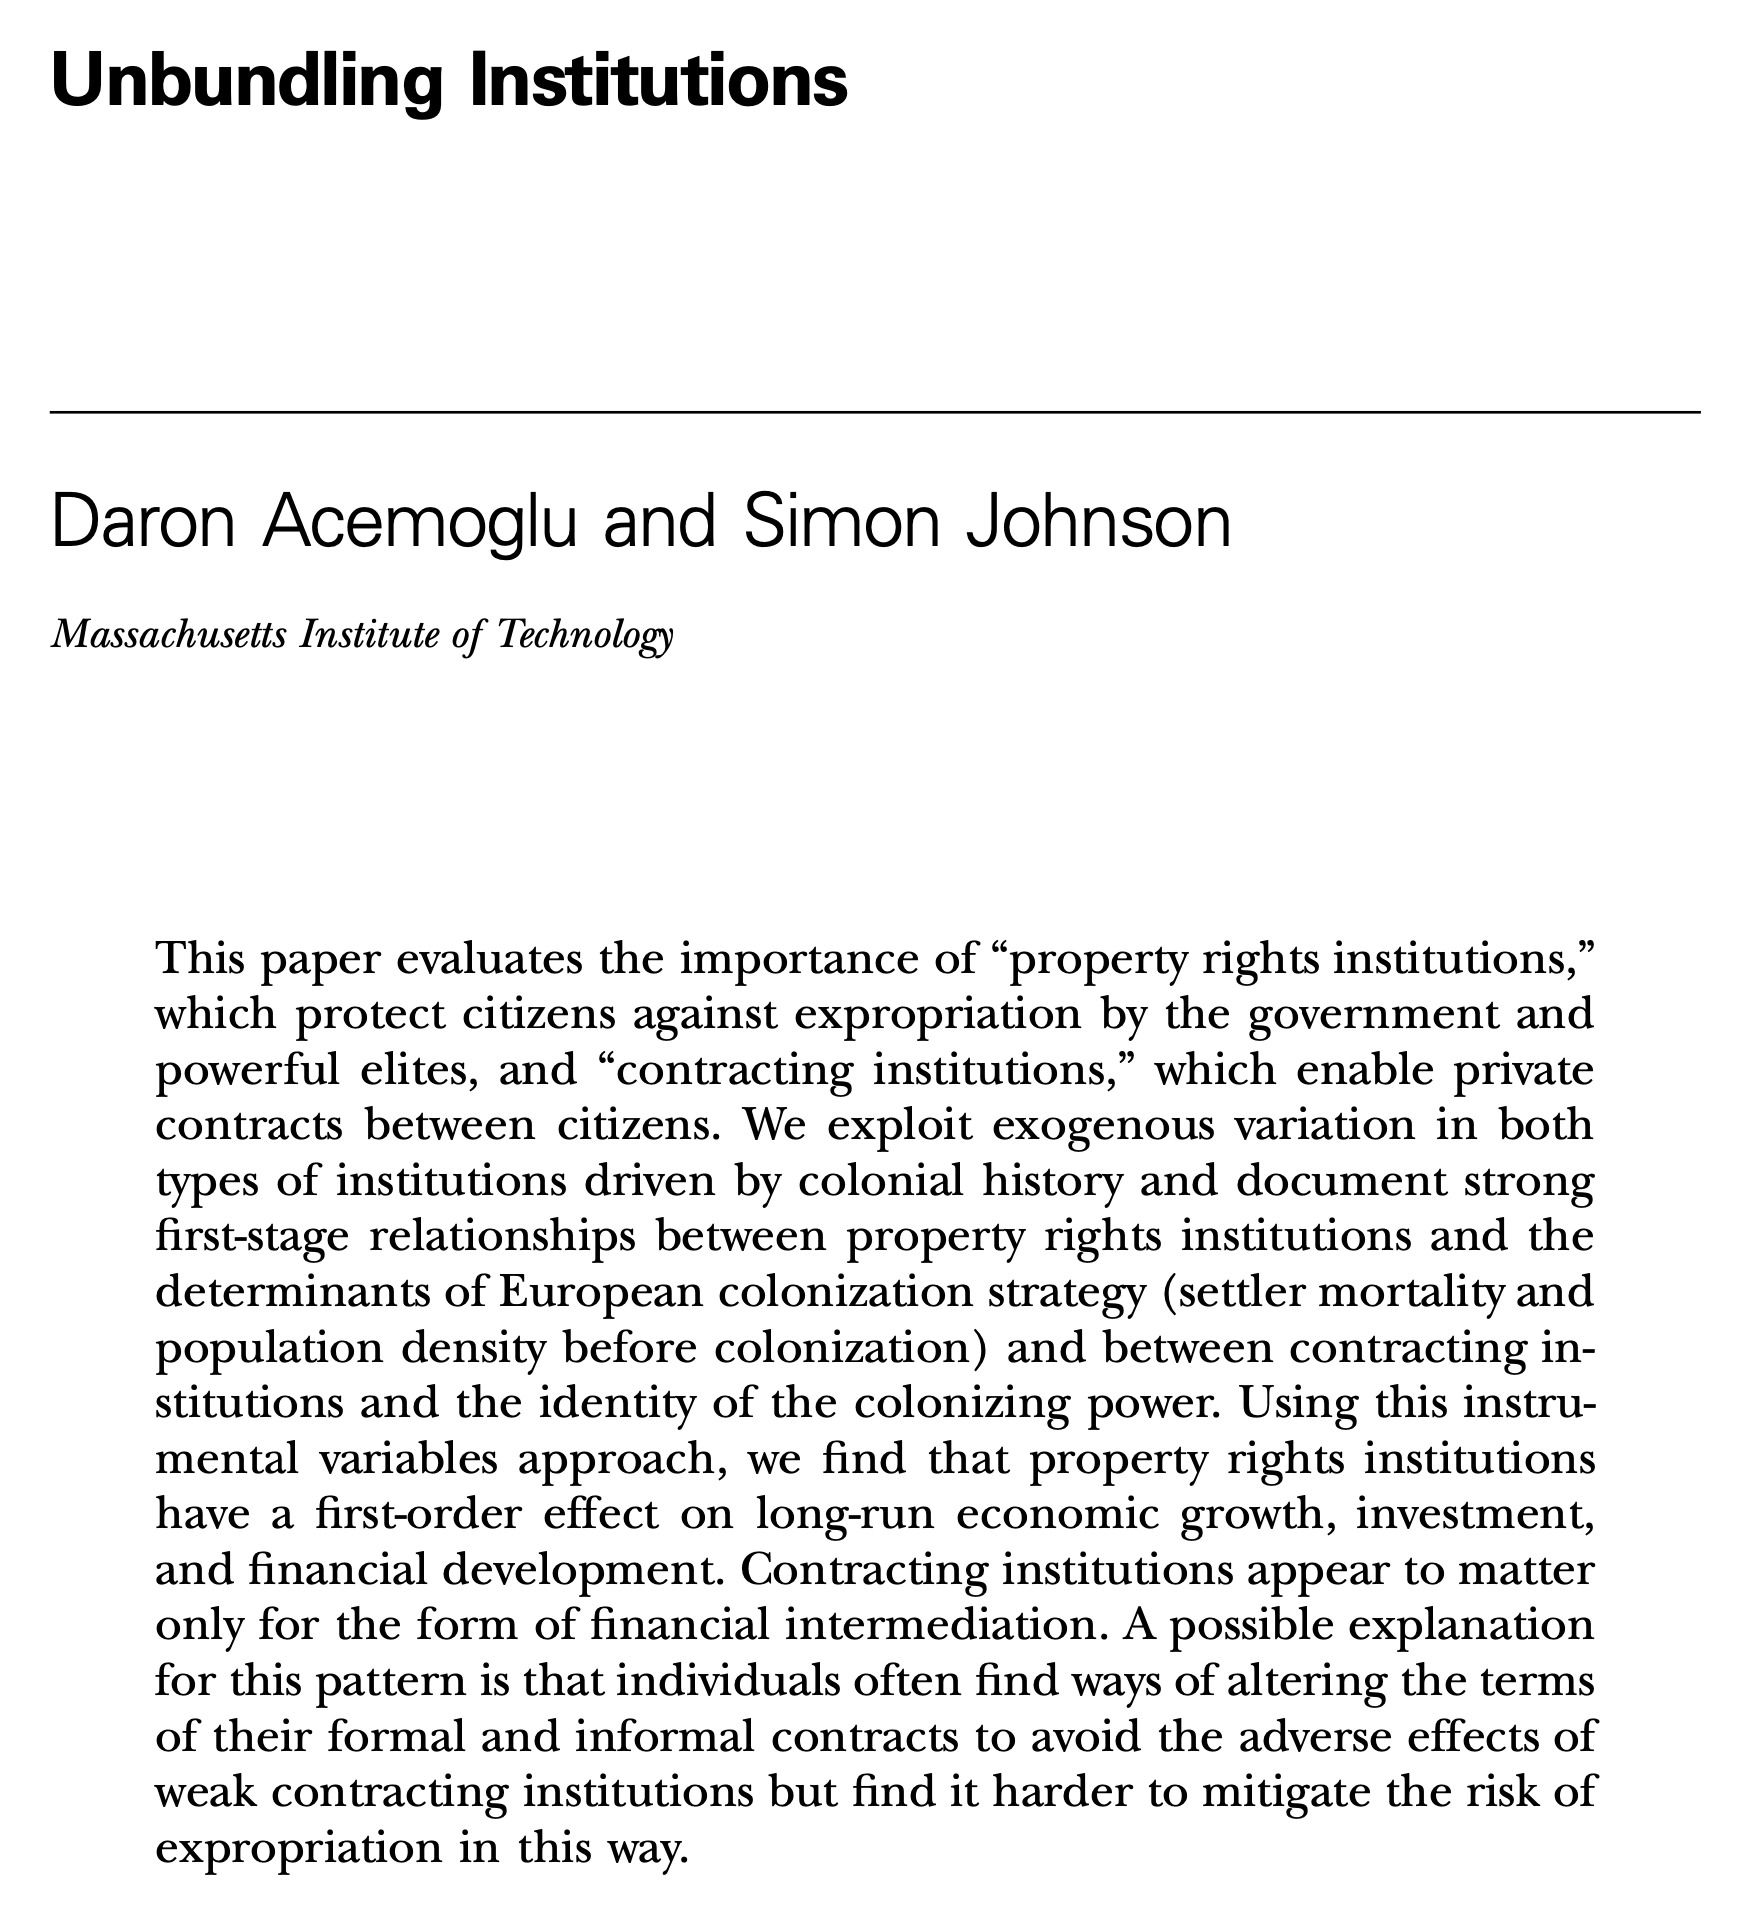 Unbundling Institutions
Daron Acemoglu and Simon Johnson
Massachusetts Institute of Technology
This paper evaluates the importance of “property rights institutions,”
which protect citizens against expropriation by the government and
powerful elites, and “contracting institutions,” which enable private
contracts between citizens. We exploit exogenous variation in both
types of institutions driven by colonial history and document strong
first-stage relationships between property rights institutions and the
determinants of European colonization strategy (settler mortality and
population density before colonization) and between contracting in-
stitutions and the identity of the colonizing power. Using this instru-
mental variables approach, we find that property rights institutions
have a first-order effect on long-run economic growth, investment,
and financial development. Contracting institutions appear to matter
only for the form of financial intermediation. A possible explanation
for this pattern is that individuals often find ways of altering the terms
of their formal and informal contracts to avoid the adverse effects of
weak contracting institutions but find it harder to mitigate the risk of
expropriation in this way.